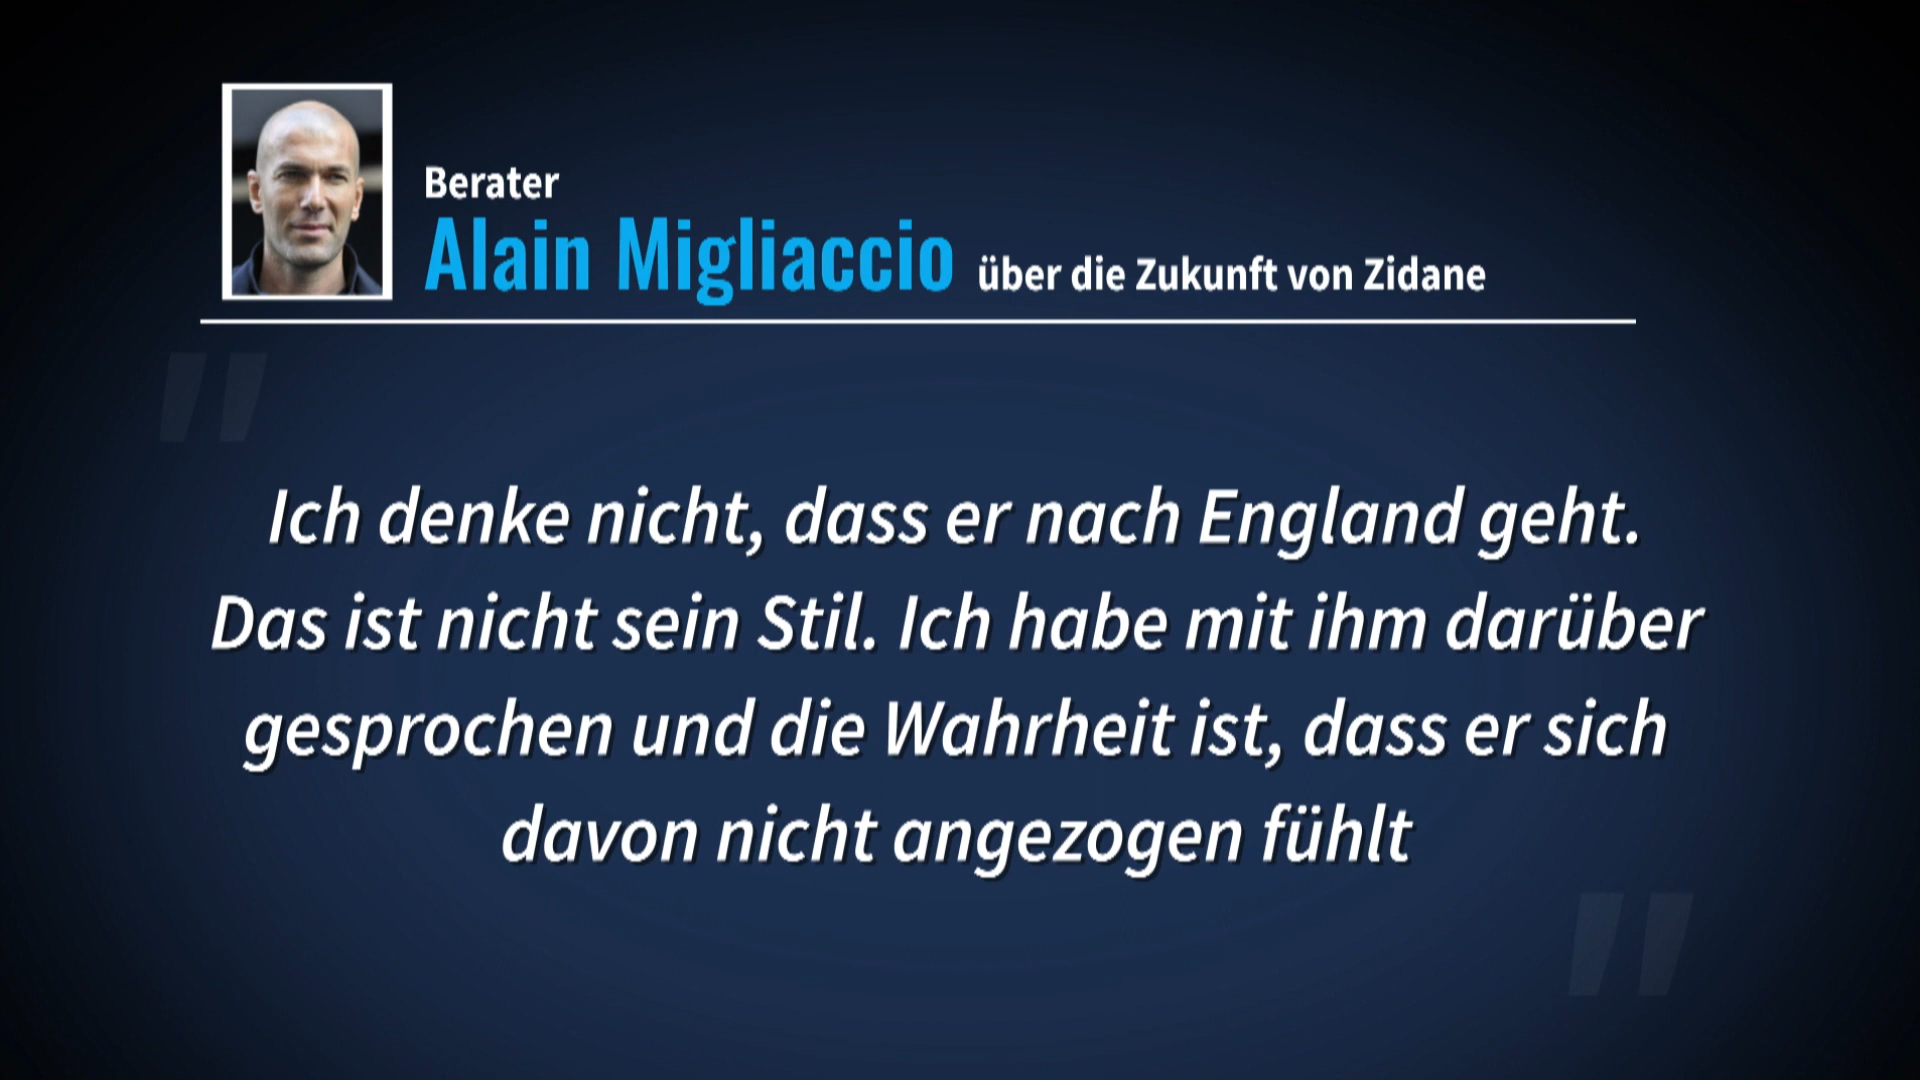 Berater
Alain Migliaccio über die Zukunft von Zidane
"
Ich denke nicht, dass er nach England geht.
Das ist nicht sein Stil. Ich habe mit ihm darüber
gesprochen und die Wahrheit ist, dass er sich
davon nicht angezogen fühlt
"